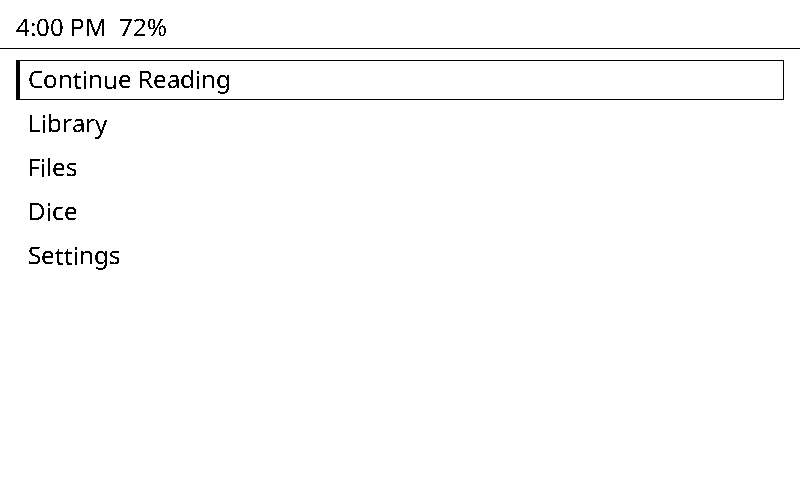 4:00 PM 72%
Continue Reading
Library
Files
Dice
Settings